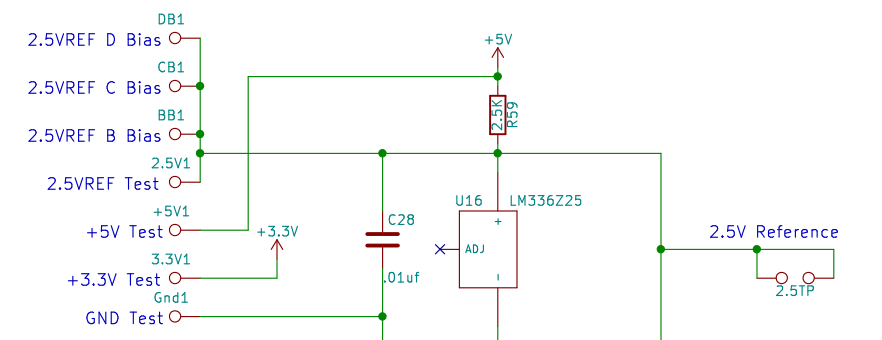 DB1
2.5VREF D Bias
+5V
CB1
2.5VREF C Bias
2.5K
R59
BB1
2.5VREF B Bias
2.5V1
2.5VREF Test
U16 LM336Z25
+
+5V1
+5V Test
+3.3V
C28
ADJ
2.5V Reference
3.3V1
+3.3V Test
.01uf
-
2.5TP
Gnd1
GND Test